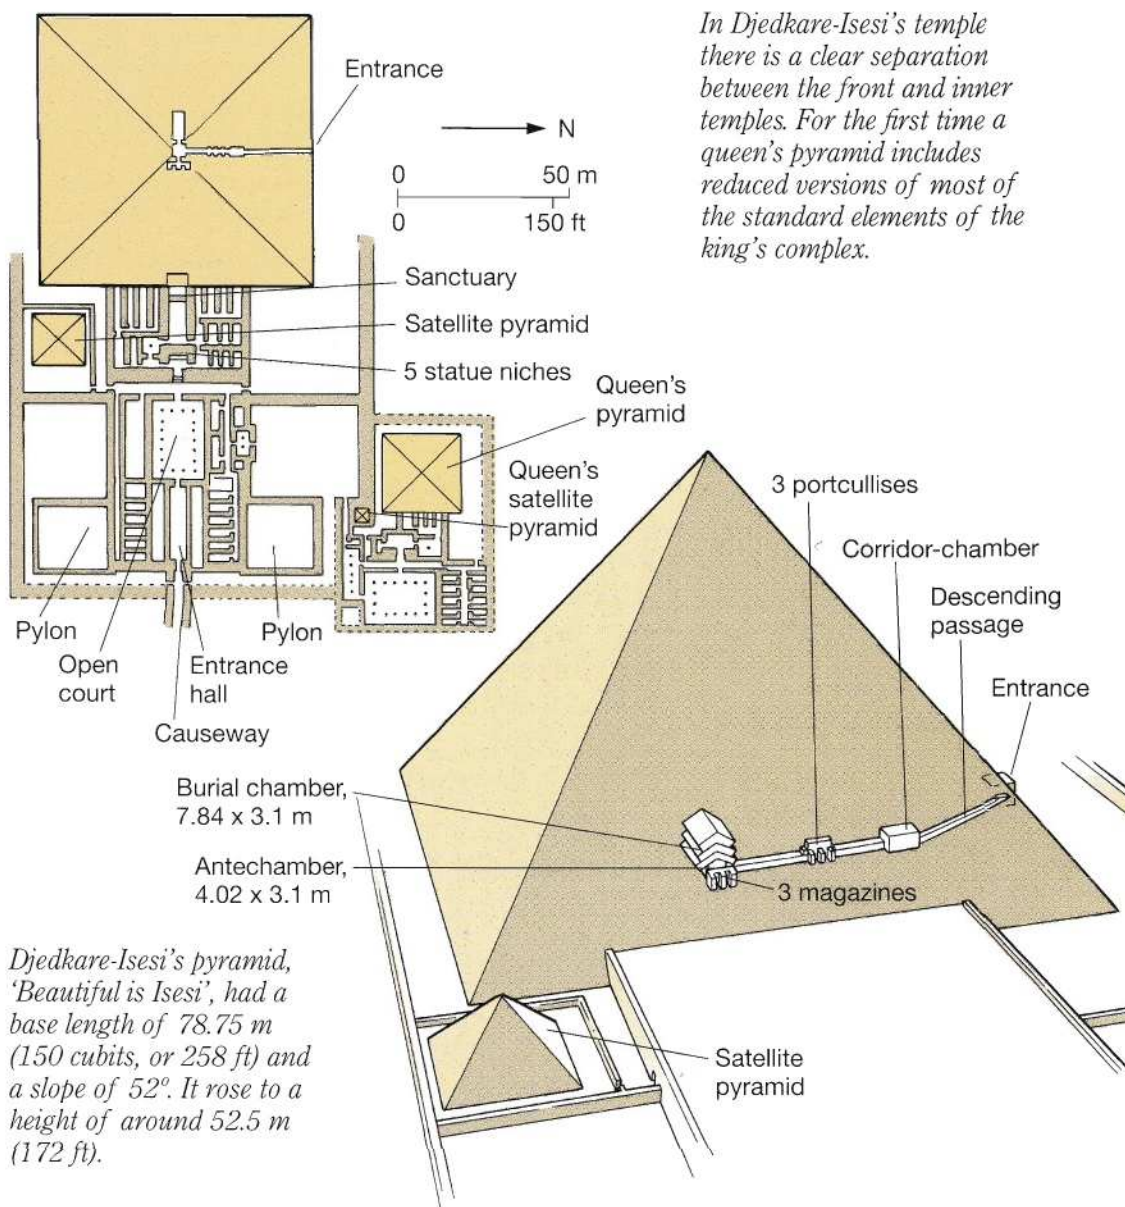 In Djedkare-Isesi's temple
there is a clear separation
between the front and inner
temples. For the first time a
queen's pyramid includes
reduced versions of most of
the standard elements of the
king's complex.
Entrance
N
0 50 m
0 150 ft
Sanctuary
Satellite pyramid
5 statue niches
Queen's
pyramid
Queen's
satellite
pyramid
Pylon
Open
court
Causeway
Entrance
hall
Pylon
3 portcullises
Corridor-chamber
Descending
passage
Entrance
Burial chamber,
7.84 x 3.1 m
Antechamber,
4.02 x 3.1 m
3 magazines
Satellite
pyramid
Djedkare-Isesi's pyramid,
'Beautiful is Isesi', had a
base length of 78.75 m
(150 cubits, or 258 ft) and
a slope of 52º. It rose to a
height of around 52.5 m
(172 ft).